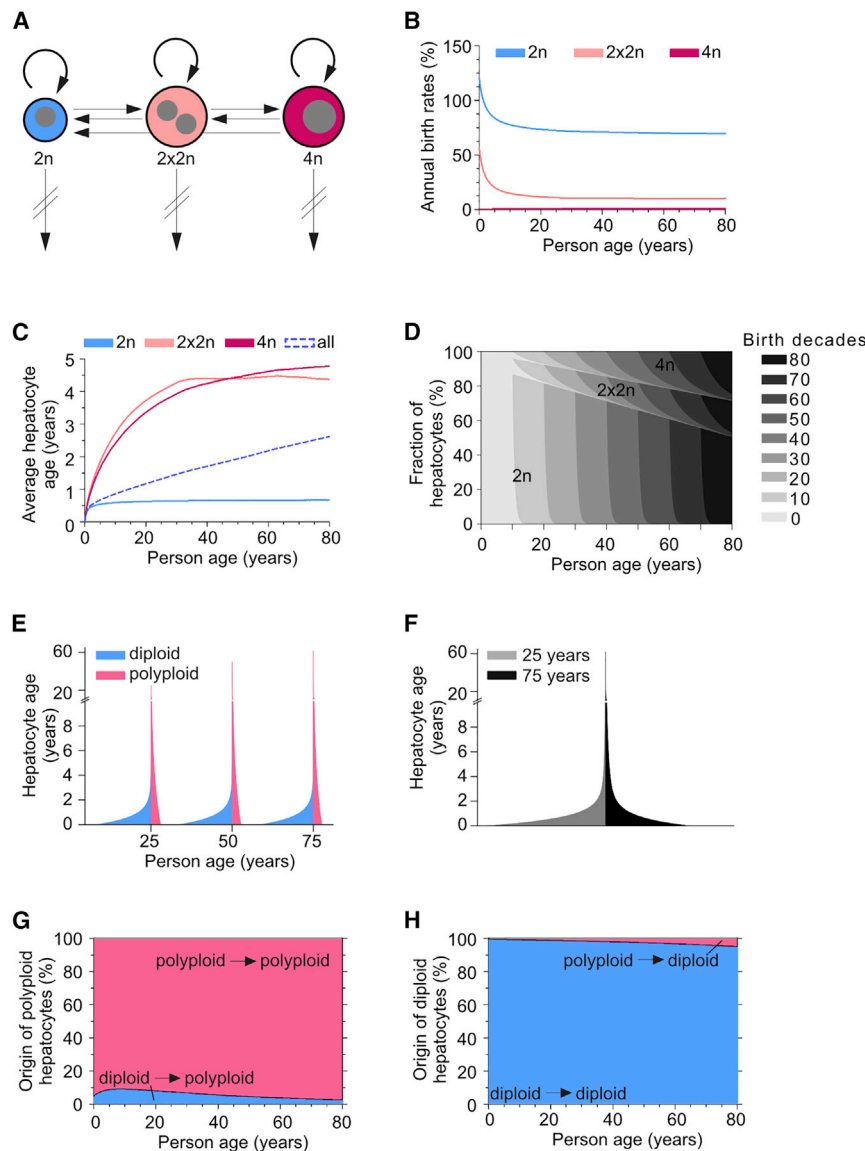 A
2n
2x2n
4n
B
2n 2x2n 4n
Annual birth rates (%)
150
100
50
0
0 20 40 60 80
Person age (years)
C
2n 2x2n 4n all
Average hepatocyte
age (years)
5
4
3
2
1
0
0 20 40 60 80
Person age (years)
D
Fraction of
hepatocytes (%)
100
80
60
40
20
0
4n
2x2n
2n
0 20 40 60 80
Person age (years)
Birth decades
80
70
60
50
40
30
20
10
0
E
diploid
polyploid
Hepatocyte age
(years)
60
20
8
6
4
2
0
25 50 75
Person age (years)
F
25 years
75 years
Hepatocyte age
(years)
60
20
8
6
4
2
0
G
Origin of polyploid
hepatocytes (%)
100
80
60
40
20
0
polyploid → polyploid
diploid → polyploid
0 20 40 60 80
Person age (years)
H
Origin of diploid
hepatocytes (%)
100
80
60
40
20
0
polyploid → diploid
diploid → diploid
0 20 40 60 80
Person age (years)